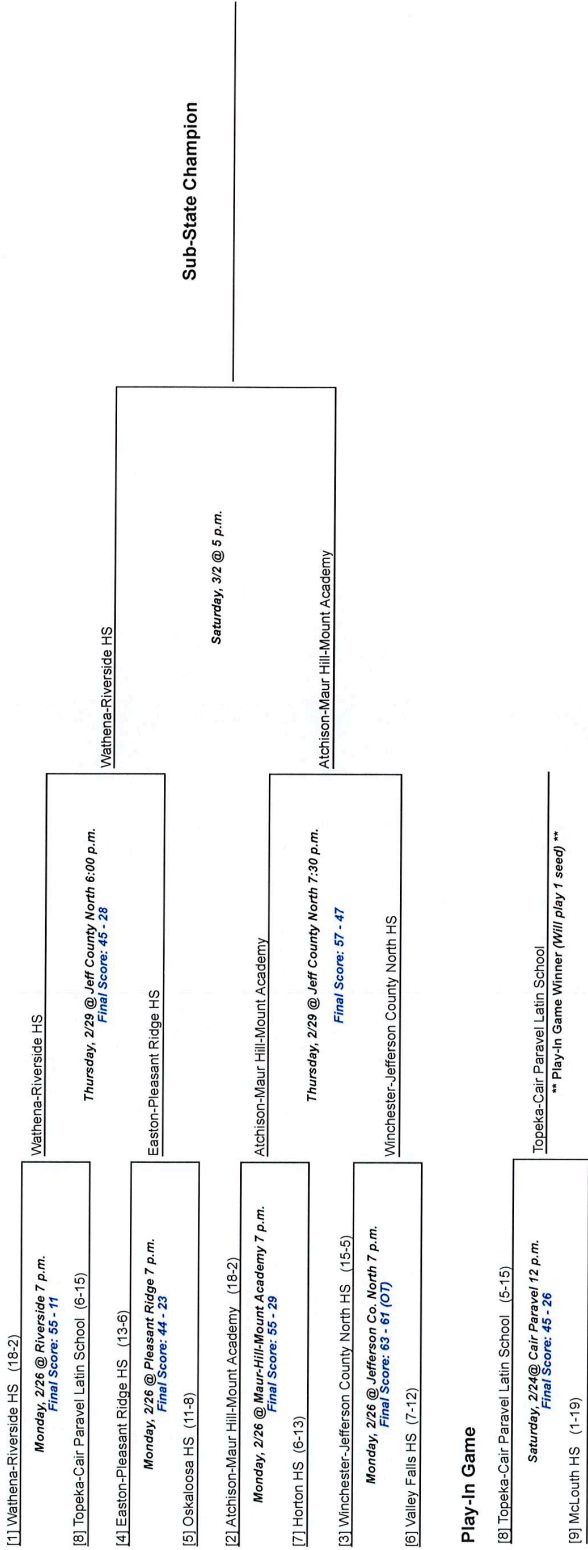 [1] Wathena-Riverside HS (18-2)
Monday, 2/26 @ Riverside 7 p.m.
Final Score: 55 - 11
[8] Topeka-Cair Paravel Latin School (6-15)
Wathena-Riverside HS
Thursday, 2/29 @ Jeff County North 6:00 p.m.
Final Score: 45 - 28
[4] Easton-Pleasant Ridge HS (13-6)
Monday, 2/26 @ Pleasant Ridge 7 p.m.
Final Score: 44 - 23
[5] Oskaloosa HS (11-8)
Easton-Pleasant Ridge HS
Wathena-Riverside HS
[2] Atchison-Maur Hill-Mount Academy (18-2)
Monday, 2/26 @ Maur-Hill-Mount Academy 7 p.m.
Final Score: 55 - 29
[7] Horton HS (6-13)
Atchison-Maur Hill-Mount Academy
Thursday, 2/29 @ Jeff County North 7:30 p.m.
Final Score: 57 - 47
[3] Winchester-Jefferson County North HS (15-5)
Monday, 2/26 @ Jefferson Co. North 7 p.m.
Final Score: 63 - 61 (OT)
[6] Valley Falls HS (7-12)
Winchester-Jefferson County North HS
Atchison-Maur Hill-Mount Academy
Saturday, 3/2 @ 5 p.m.
Sub-State Champion
Play-In Game
[8] Topeka-Cair Paravel Latin School (5-15)
Saturday, 2/24@ Cair Paravel 12 p.m.
Final Score: 45 - 26
[9] McLouth HS (1-19)
Topeka-Cair Paravel Latin School
** Play-In Game Winner (Will play 1 seed) **